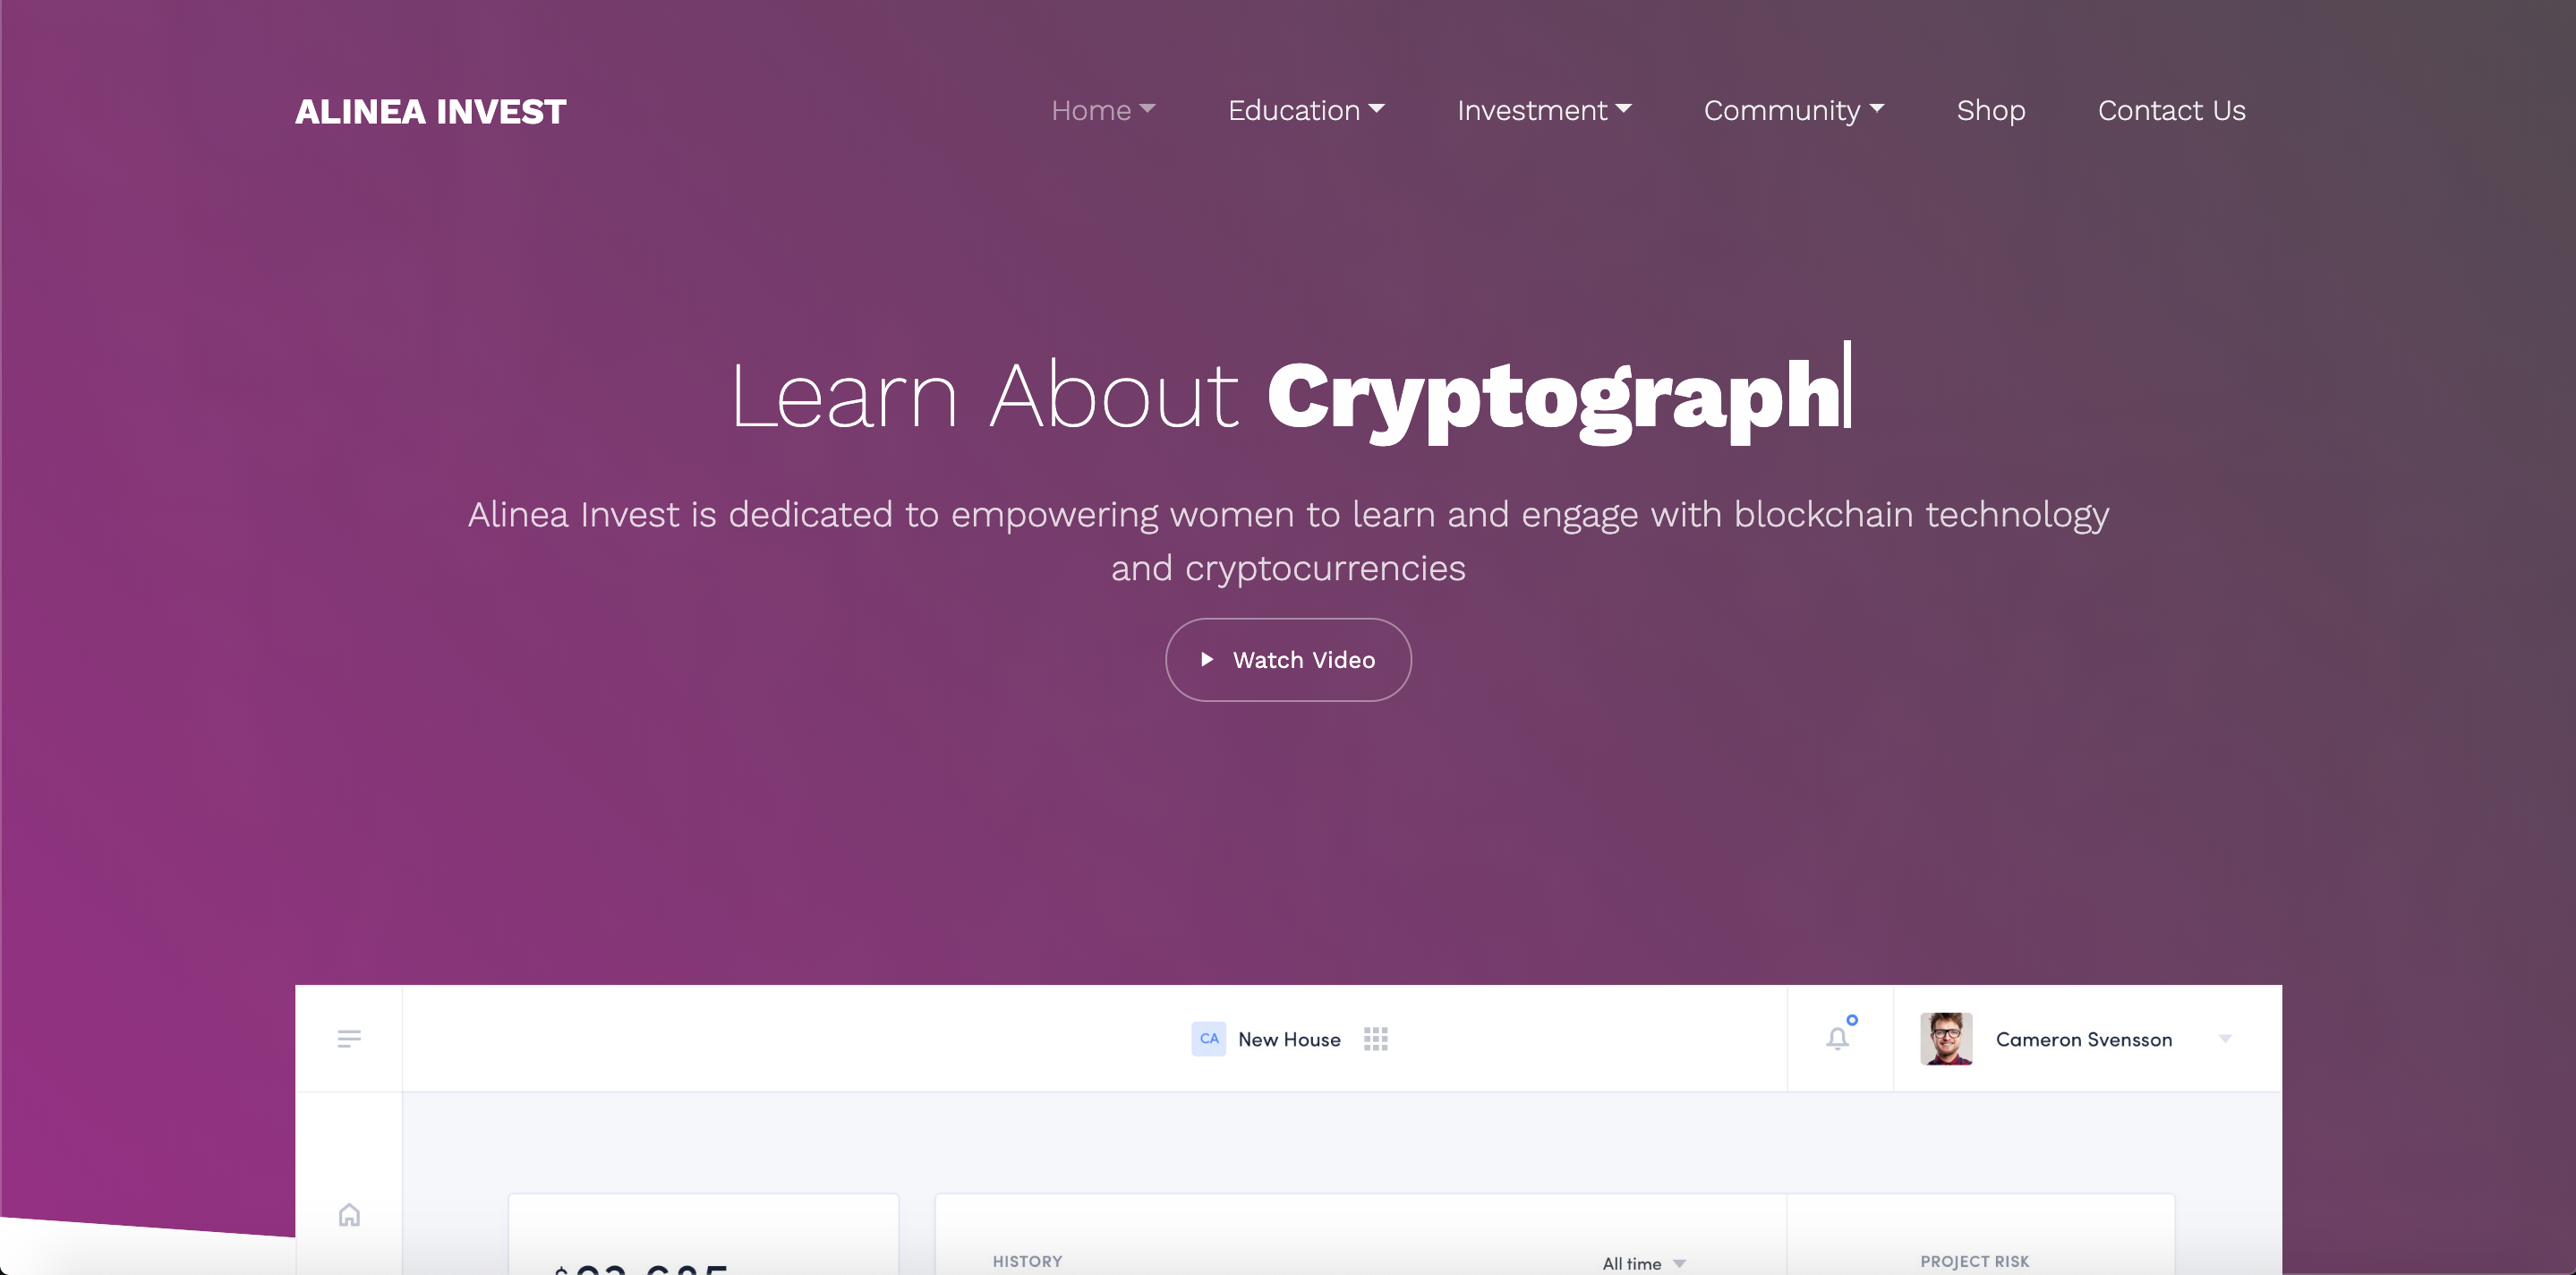 ALINEA INVEST
Home Education Investment Community Shop Contact Us
Learn About Cryptograph
Alinea Invest is dedicated to empowering women to learn and engage with blockchain technology
and cryptocurrencies
Watch Video
CA New House Cameron Svensson
HISTORY All time PROJECT RISK